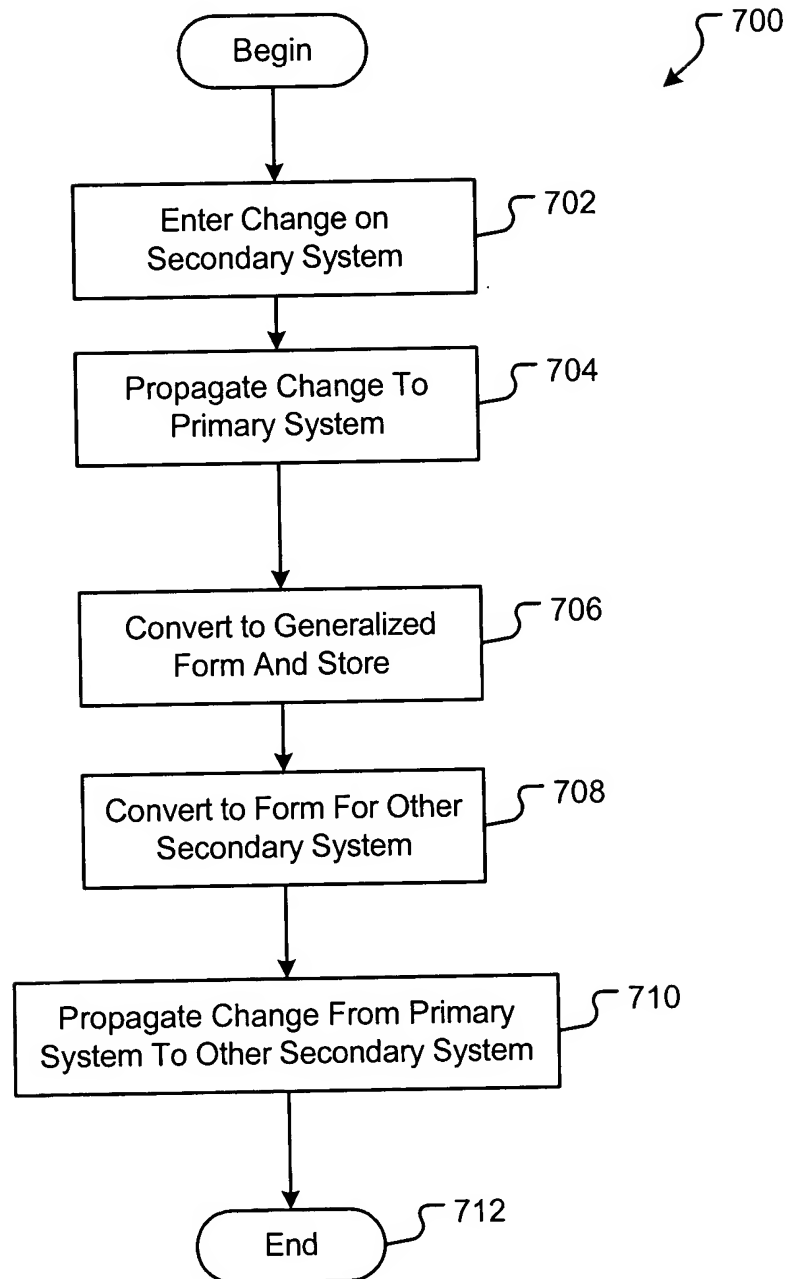 700
Begin
Enter Change on
Secondary System
702
Propagate Change To
Primary System
704
Convert to Generalized
Form And Store
706
Convert to Form For Other
Secondary System
708
Propagate Change From Primary
System To Other Secondary System
710
End
712